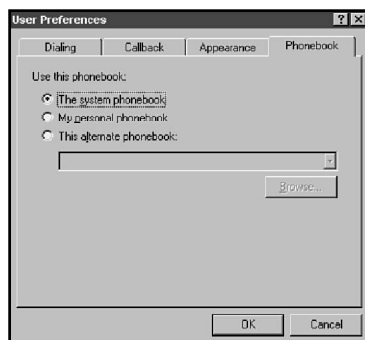 User Preferences
Dialing Callback Appearance Phonebook
Use this phonebook:
The system phonebook
My personal phonebook
This alternate phonebook:
Browse...
OK Cancel